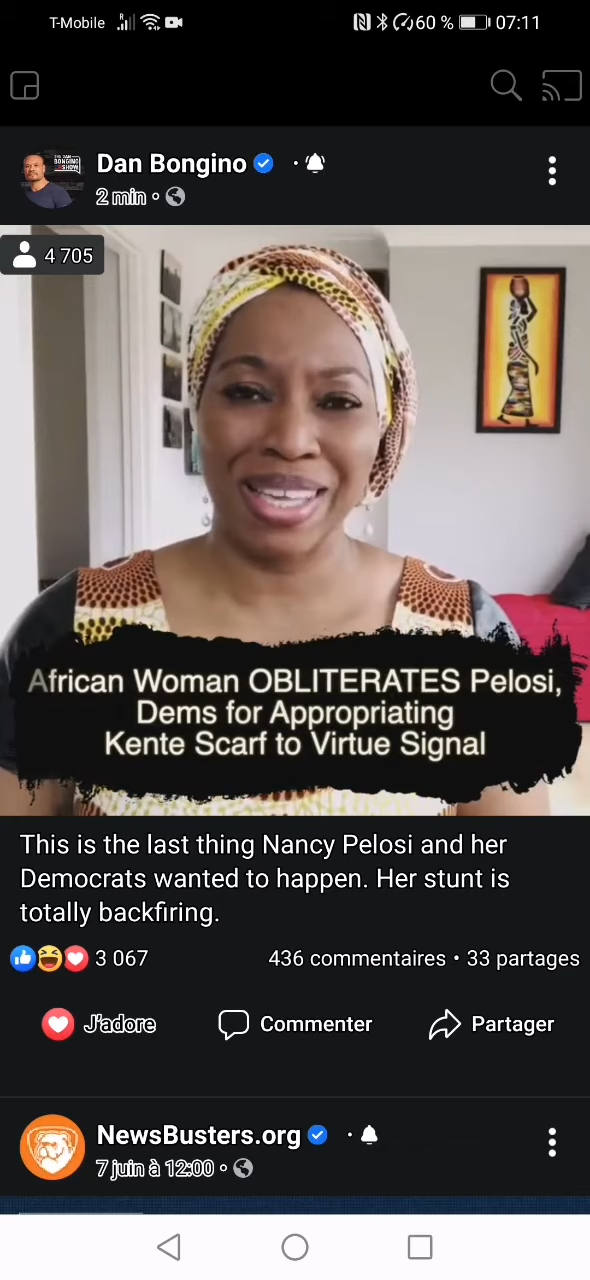 T-Mobile R 60 % 07:11
Dan Bongino
2 min
4 705
African Woman OBLITERATES Pelosi,
Dems for Appropriating
Kente Scarf to Virtue Signal
This is the last thing Nancy Pelosi and her
Democrats wanted to happen. Her stunt is
totally backfiring.
3 067 436 commentaires • 33 partages
J'adore Commenter Partager
NewsBusters.org
7 juin à 12:00